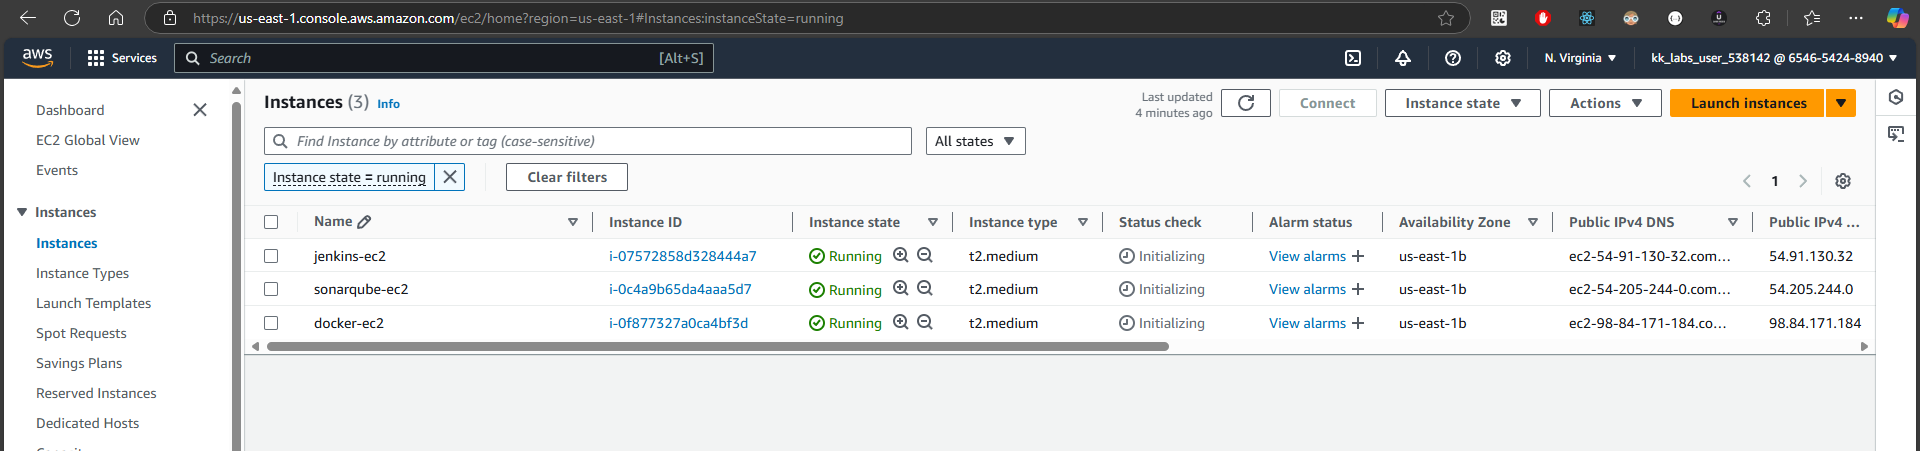 https://us-east-1.console.aws.amazon.com/ec2/home?region=us-east-1#Instances:instanceState=running
aws
Services
Search
[Alt+S]
N. Virginia
kk_labs_user_538142 @ 6546-5424-8940
Dashboard
EC2 Global View
Events
Instances
Instances
Instance Types
Launch Templates
Spot Requests
Savings Plans
Reserved Instances
Dedicated Hosts
Instances (3) Info
Last updated
4 minutes ago
Connect
Instance state
Actions
Launch instances
Find Instance by attribute or tag (case-sensitive)
All states
Instance state = running
Clear filters
1
Name Instance ID Instance state Instance type Status check Alarm status Availability Zone Public IPv4 DNS Public IPv4 ...
jenkins-ec2 i-07572858d328444a7 Running t2.medium Initializing View alarms + us-east-1b ec2-54-91-130-32.com... 54.91.130.32
sonarqube-ec2 i-0c4a9b65da4aaa5d7 Running t2.medium Initializing View alarms + us-east-1b ec2-54-205-244-0.com... 54.205.244.0
docker-ec2 i-0f877327a0ca4bf3d Running t2.medium Initializing View alarms + us-east-1b ec2-98-84-171-184.co... 98.84.171.184